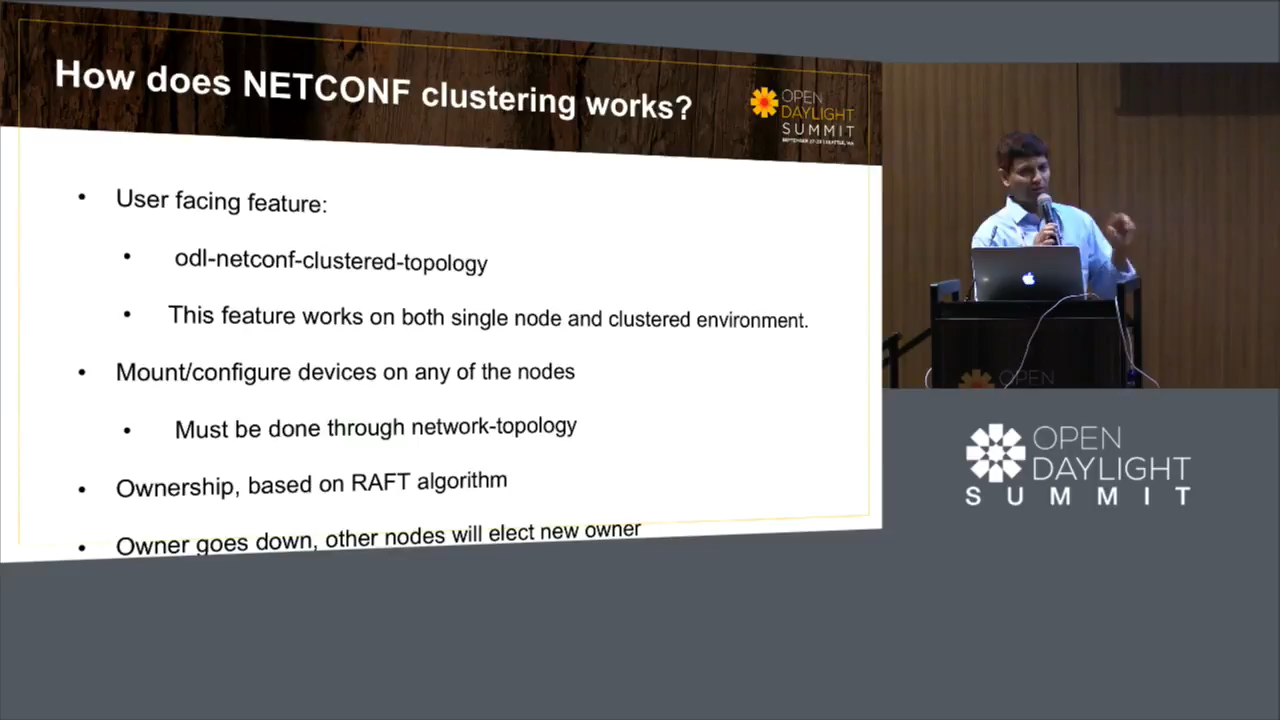 How does NETCONF clustering works?
OPEN
DAYLIGHT
SUMMIT
User facing feature:
odl-netconf-clustered-topology
This feature works on both single node and clustered environment.
Mount/configure devices on any of the nodes
Must be done through network-topology
Ownership, based on RAFT algorithm
Owner goes down, other nodes will elect new owner
OPEN
OPEN
DAYLIGHT
SUMMIT